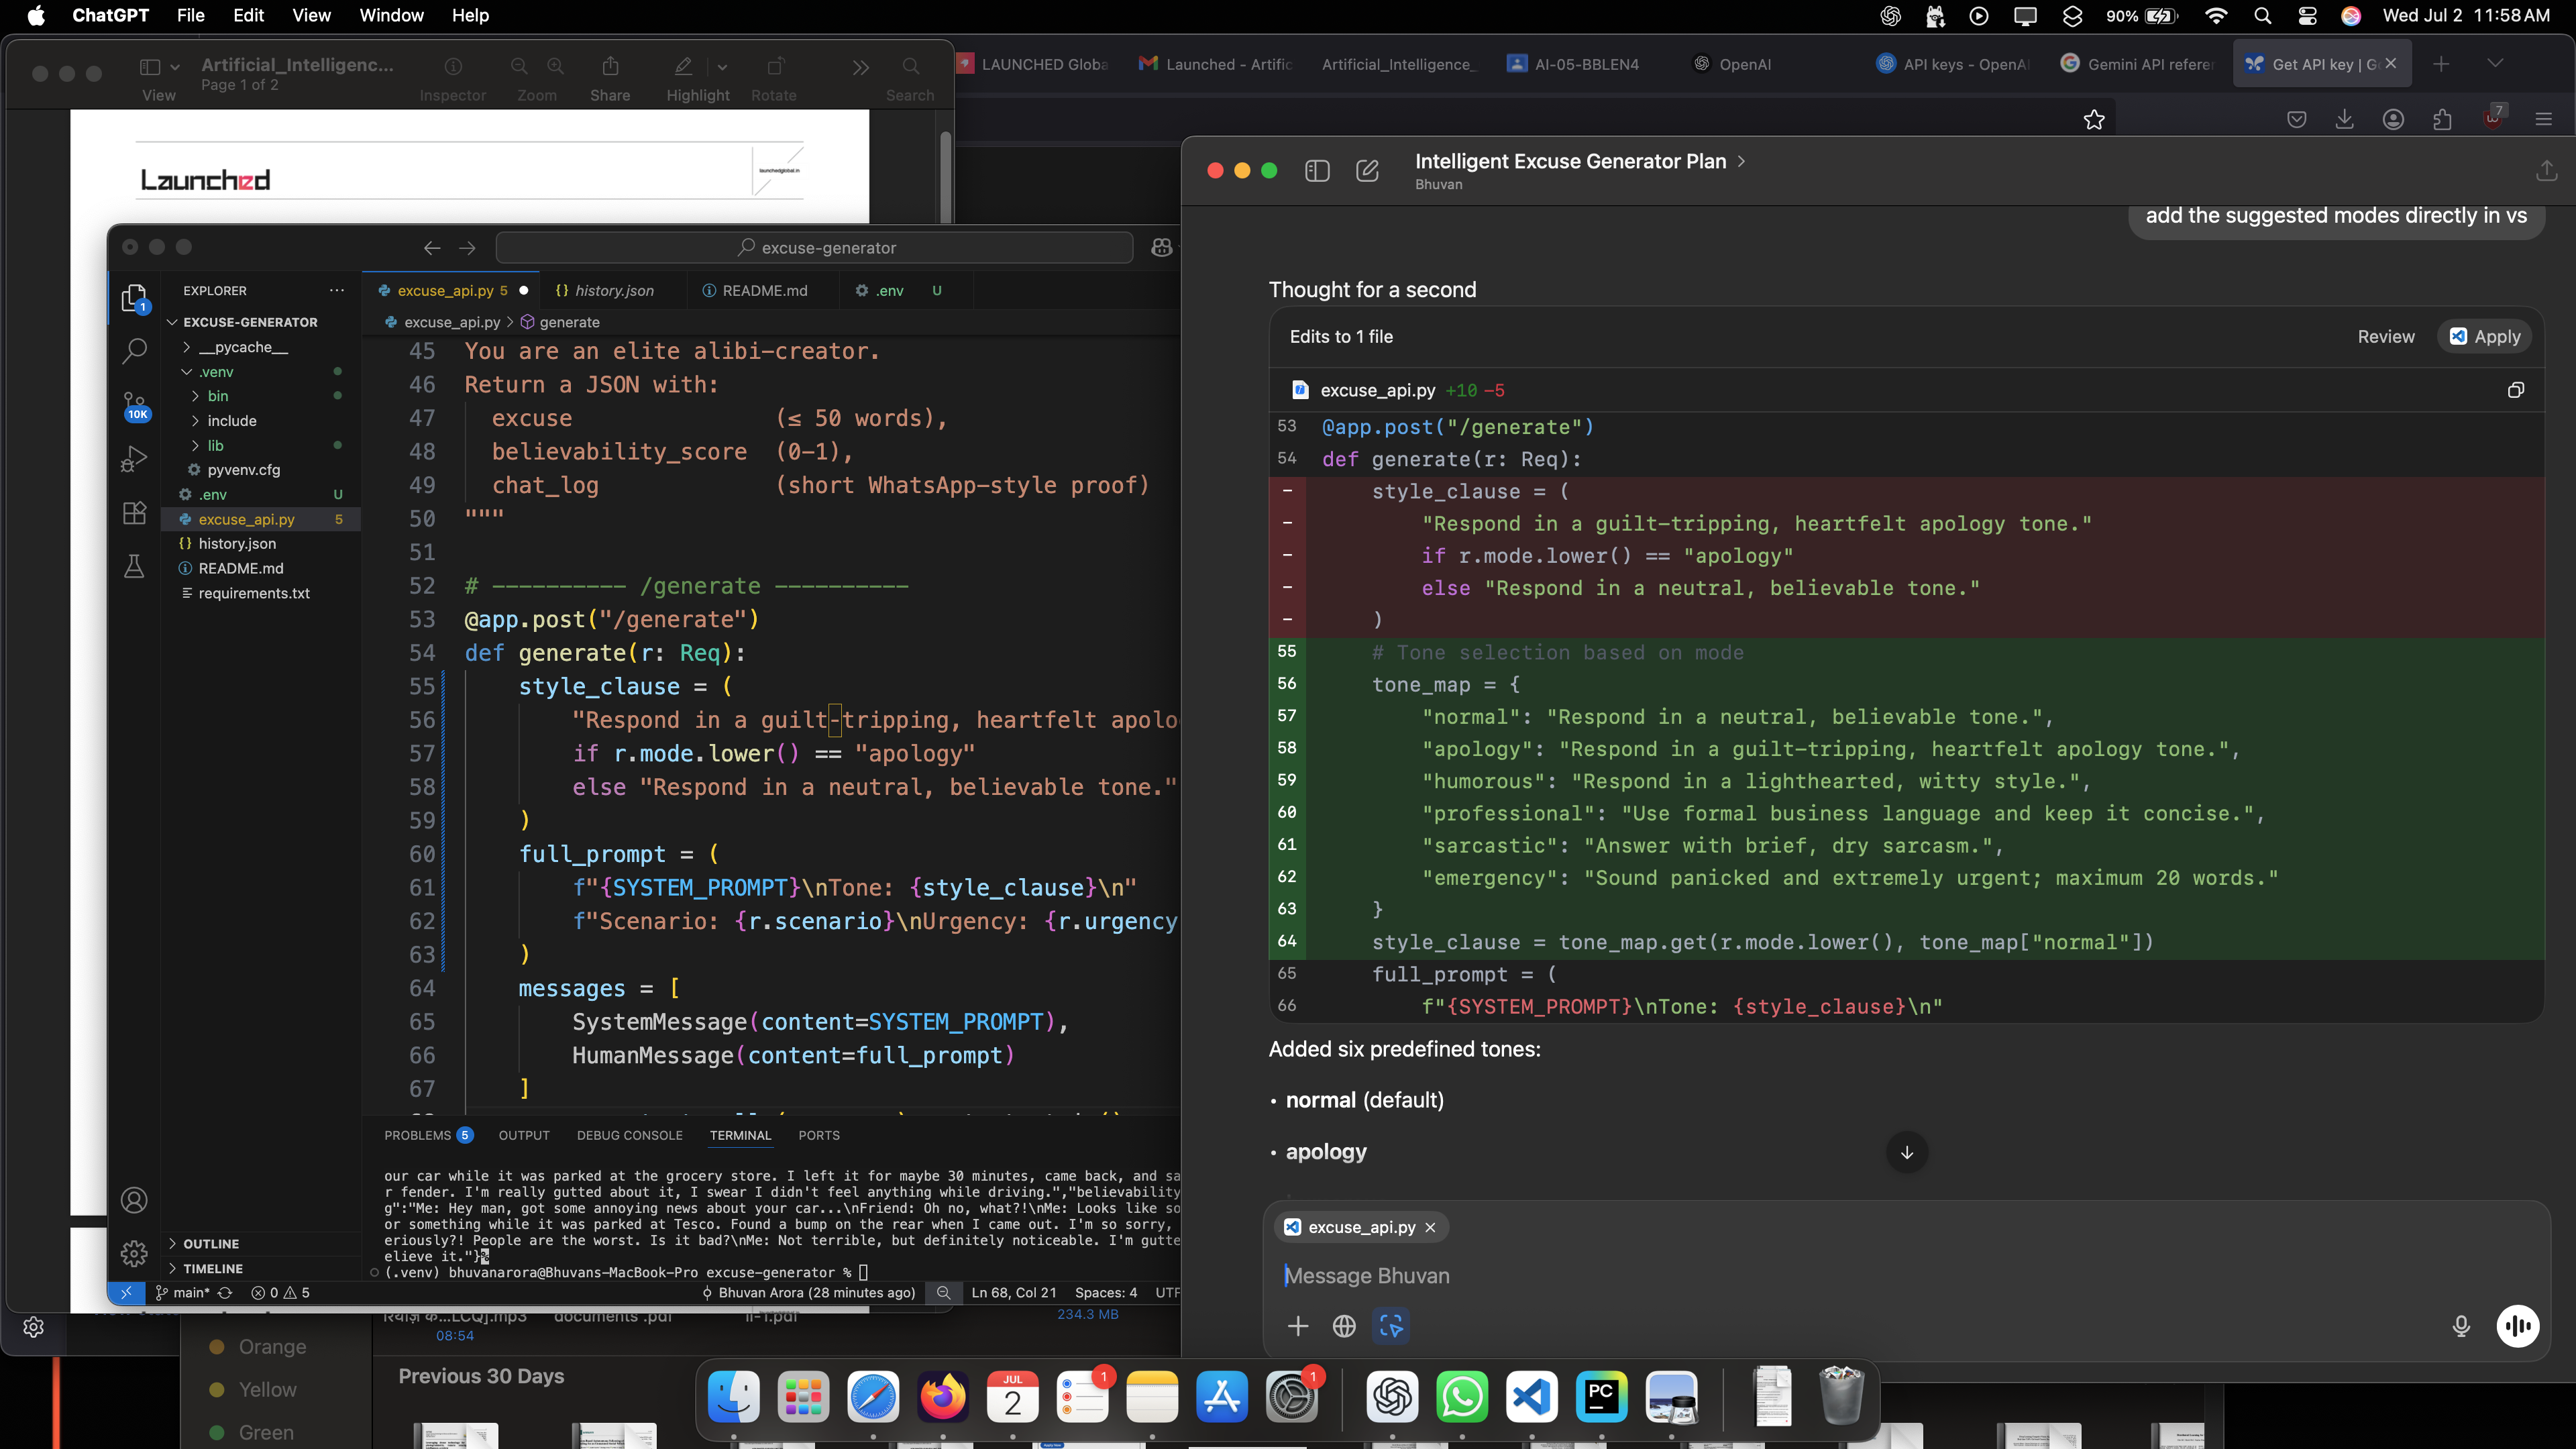 ChatGPT File Edit View Window Help
90% Wed Jul 2 11:58 AM
Artificial_Intelligenc...
Page 1 of 2
View Inspector Zoom Share Highlight Rotate Search
LAUNCHED Globa Launched - Artific Artificial_Intelligence_ AI-05-BBLEN4 OpenAI API keys - OpenAI Gemini API referer Get API key | G
7
Launched
launchedglobal.in
excuse-generator
1
10K
EXPLORER
EXCUSE-GENERATOR
__pycache__
.venv
bin
include
lib
pyvenv.cfg
.env U
excuse_api.py 5
history.json
README.md
requirements.txt
OUTLINE
TIMELINE
excuse_api.py 5 {} history.json README.md .env U
excuse_api.py > generate
45 You are an elite alibi-creator.
46 Return a JSON with:
47 excuse (≤ 50 words),
48 believability_score (0-1),
49 chat_log (short WhatsApp-style proof)
50 """
51
52 # ---------- /generate ----------
53 @app.post("/generate")
54 def generate(r: Req):
55 style_clause = (
56 "Respond in a guilt-tripping, heartfelt apolo
57 if r.mode.lower() == "apology"
58 else "Respond in a neutral, believable tone."
59 )
60 full_prompt = (
61 f"{SYSTEM_PROMPT}\nTone: {style_clause}\n"
62 f"Scenario: {r.scenario}\nUrgency: {r.urgency
63 )
64 messages = [
65 SystemMessage(content=SYSTEM_PROMPT),
66 HumanMessage(content=full_prompt)
67 ]
PROBLEMS 5 OUTPUT DEBUG CONSOLE TERMINAL PORTS
our car while it was parked at the grocery store. I left it for maybe 30 minutes, came back, and sa
r fender. I'm really gutted about it, I swear I didn't feel anything while driving.","believability
g":"Me: Hey man, got some annoying news about your car...\nFriend: Oh no, what?!\nMe: Looks like so
or something while it was parked at Tesco. Found a bump on the rear when I came out. I'm so sorry,
eriously?! People are the worst. Is it bad?\nMe: Not terrible, but definitely noticeable. I'm gutte
elieve it."}%
(.venv) bhuvanarora@Bhuvans-MacBook-Pro excuse-generator %
main* 0 5 Bhuvan Arora (28 minutes ago) Ln 68, Col 21 Spaces: 4 UTF
Intelligent Excuse Generator Plan >
Bhuvan
add the suggested modes directly in vs
Thought for a second
Edits to 1 file Review Apply
excuse_api.py +10 -5
53 @app.post("/generate")
54 def generate(r: Req):
- style_clause = (
- "Respond in a guilt-tripping, heartfelt apology tone."
- if r.mode.lower() == "apology"
- else "Respond in a neutral, believable tone."
- )
55 # Tone selection based on mode
56 tone_map = {
57 "normal": "Respond in a neutral, believable tone.",
58 "apology": "Respond in a guilt-tripping, heartfelt apology tone.",
59 "humorous": "Respond in a lighthearted, witty style.",
60 "professional": "Use formal business language and keep it concise.",
61 "sarcastic": "Answer with brief, dry sarcasm.",
62 "emergency": "Sound panicked and extremely urgent; maximum 20 words."
63 }
64 style_clause = tone_map.get(r.mode.lower(), tone_map["normal"])
65 full_prompt = (
66 f"{SYSTEM_PROMPT}\nTone: {style_clause}\n"
Added six predefined tones:
• normal (default)
• apology
excuse_api.py
Message Bhuvan
documents .pdf
08:54
234.3 MB
Orange
Yellow
Green
Previous 30 Days
JUL
2
1
1
PC